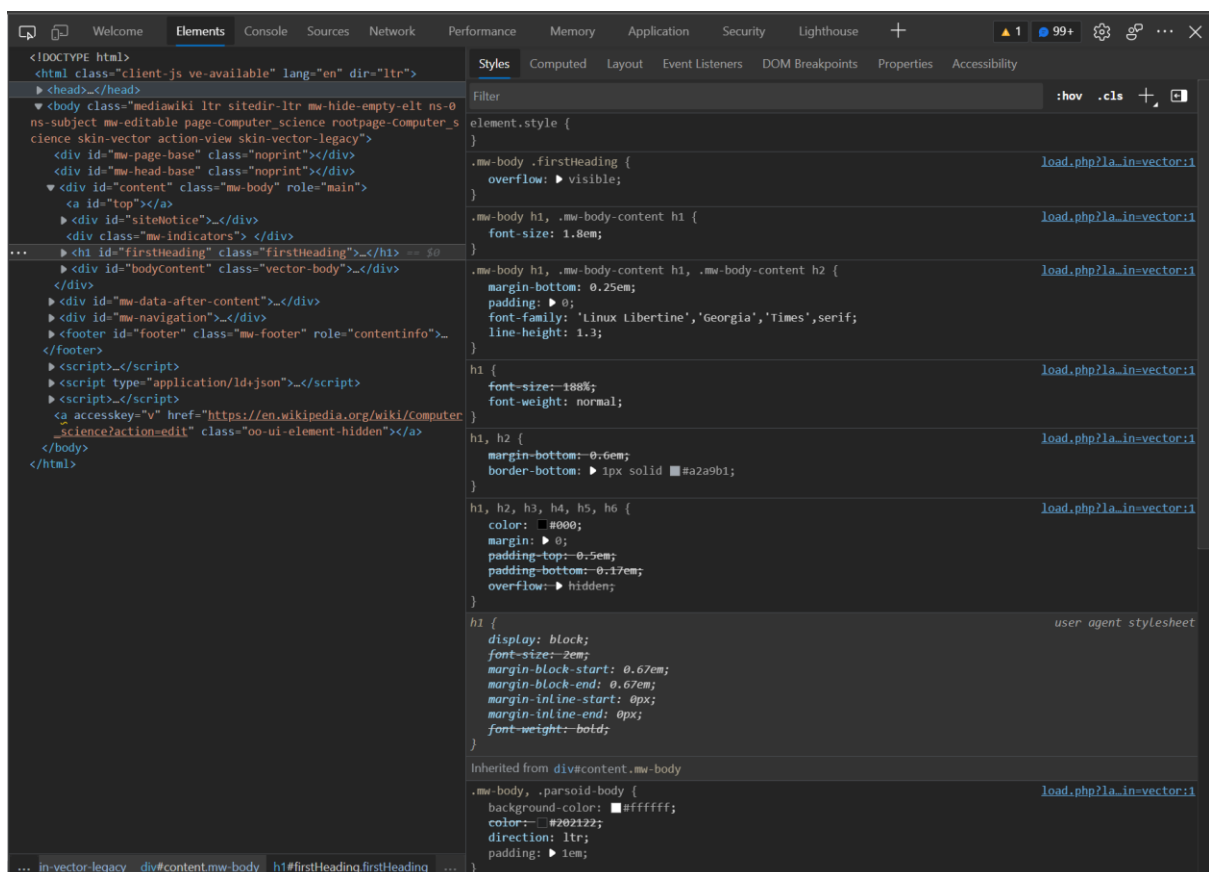 Welcome Elements Console Sources Network Performance Memory Application Security Lighthouse 1 99+
<!DOCTYPE html>
<html class="client-js ve-available" lang="en" dir="ltr">
<head>…</head>
<body class="mediawiki ltr sitedir-ltr mw-hide-empty-elt ns-0
ns-subject mw-editable page-Computer_science rootpage-Computer_s
cience skin-vector action-view skin-vector-legacy">
<div id="mw-page-base" class="noprint"></div>
<div id="mw-head-base" class="noprint"></div>
<div id="content" class="mw-body" role="main">
<a id="top"></a>
<div id="siteNotice">…</div>
<div class="mw-indicators"> </div>
<h1 id="firstHeading" class="firstHeading">…</h1> == $0
<div id="bodyContent" class="vector-body">…</div>
</div>
<div id="mw-data-after-content">…</div>
<div id="mw-navigation">…</div>
<footer id="footer" class="mw-footer" role="contentinfo">…
</footer>
<script>…</script>
<script type="application/ld+json">…</script>
<script>…</script>
<a accesskey="v" href="https://en.wikipedia.org/wiki/Computer
_science?action=edit" class="oo-ui-element-hidden"></a>
</body>
</html>
... in-vector-legacy div#content.mw-body h1#firstHeading.firstHeading ...
Styles Computed Layout Event Listeners DOM Breakpoints Properties Accessibility
Filter :hov .cls
element.style {
}
.mw-body .firstHeading { load.php?la…in=vector:1
overflow: visible;
}
.mw-body h1, .mw-body-content h1 { load.php?la…in=vector:1
font-size: 1.8em;
}
.mw-body h1, .mw-body-content h1, .mw-body-content h2 { load.php?la…in=vector:1
margin-bottom: 0.25em;
padding: 0;
font-family: 'Linux Libertine','Georgia','Times',serif;
line-height: 1.3;
}
h1 { load.php?la…in=vector:1
font-size: 188%;
font-weight: normal;
}
h1, h2 { load.php?la…in=vector:1
margin-bottom: 0.6em;
border-bottom: 1px solid #a2a9b1;
}
h1, h2, h3, h4, h5, h6 { load.php?la…in=vector:1
color: #000;
margin: 0;
padding-top: 0.5em;
padding-bottom: 0.17em;
overflow: hidden;
}
h1 { user agent stylesheet
display: block;
font-size: 2em;
margin-block-start: 0.67em;
margin-block-end: 0.67em;
margin-inline-start: 0px;
margin-inline-end: 0px;
font-weight: bold;
}
Inherited from div#content.mw-body
.mw-body, .parsoid-body { load.php?la…in=vector:1
background-color: #ffffff;
color: #202122;
direction: ltr;
padding: 1em;
}